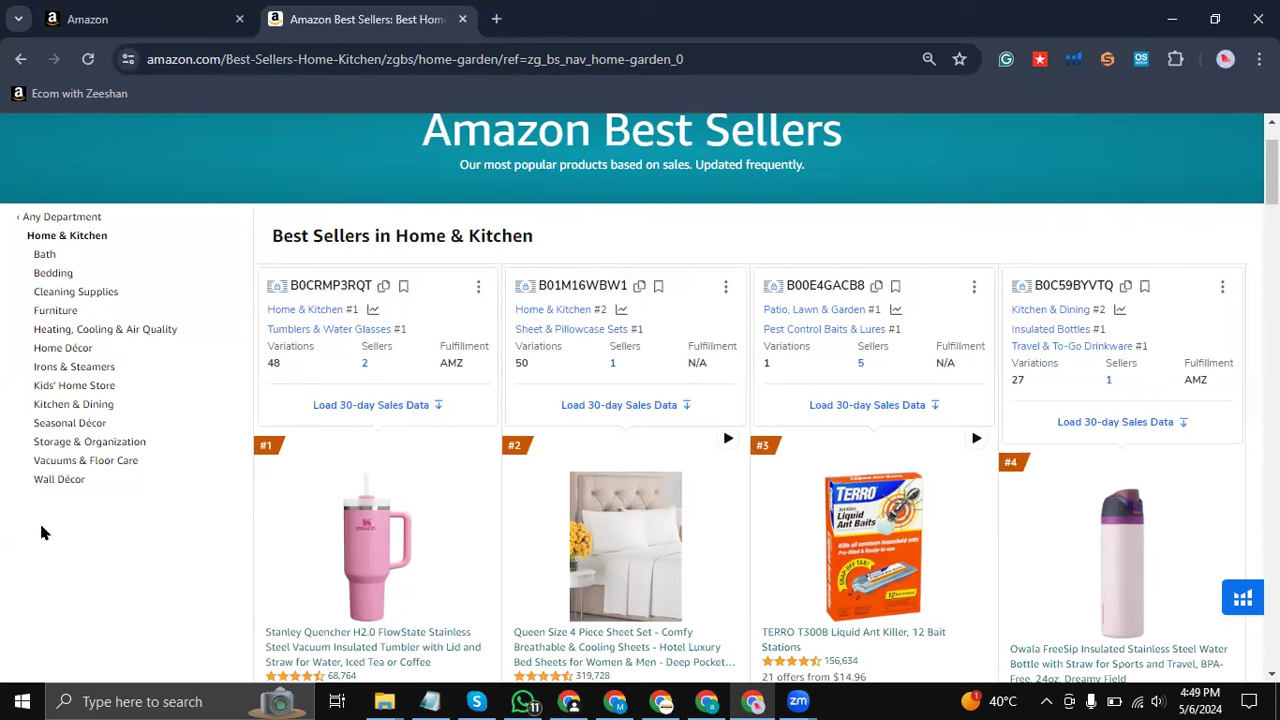 Amazon
Amazon Best Sellers: Best Home
amazon.com/Best-Sellers-Home-Kitchen/zgbs/home-garden/ref=zg_bs_nav_home-garden_0
Ecom with Zeeshan
Amazon Best Sellers
Our most popular products based on sales. Updated frequently.
‹ Any Department
Home & Kitchen
Bath
Bedding
Cleaning Supplies
Furniture
Heating, Cooling & Air Quality
Home Décor
Irons & Steamers
Kids' Home Store
Kitchen & Dining
Seasonal Décor
Storage & Organization
Vacuums & Floor Care
Wall Décor
Best Sellers in Home & Kitchen
B0CRMP3RQT
Home & Kitchen #1
Tumblers & Water Glasses #1
Variations Sellers Fulfillment
48 2 AMZ
Load 30-day Sales Data
#1
Stanley Quencher H2.0 FlowState Stainless
Steel Vacuum Insulated Tumbler with Lid and
Straw for Water, Iced Tea or Coffee
68,764
B01M16WBW1
Home & Kitchen #2
Sheet & Pillowcase Sets #1
Variations Sellers Fulfillment
50 1 N/A
Load 30-day Sales Data
#2
Queen Size 4 Piece Sheet Set - Comfy
Breathable & Cooling Sheets - Hotel Luxury
Bed Sheets for Women & Men - Deep Pocket...
319,728
B00E4GACB8
Patio, Lawn & Garden #1
Pest Control Baits & Lures #1
Variations Sellers Fulfillment
1 5 N/A
Load 30-day Sales Data
#3
TERRO
Liquid
Ant Baits
TERRO T300B Liquid Ant Killer, 12 Bait
Stations
156,634
21 offers from $14.96
B0C59BYVTQ
Kitchen & Dining #2
Insulated Bottles #1
Travel & To-Go Drinkware #1
Variations Sellers Fulfillment
27 1 AMZ
Load 30-day Sales Data
#4
Owala FreeSip Insulated Stainless Steel Water
Bottle with Straw for Sports and Travel, BPA-
Free, 24oz, Dreamy Field
Type here to search
11
40°C
4:49 PM
5/6/2024